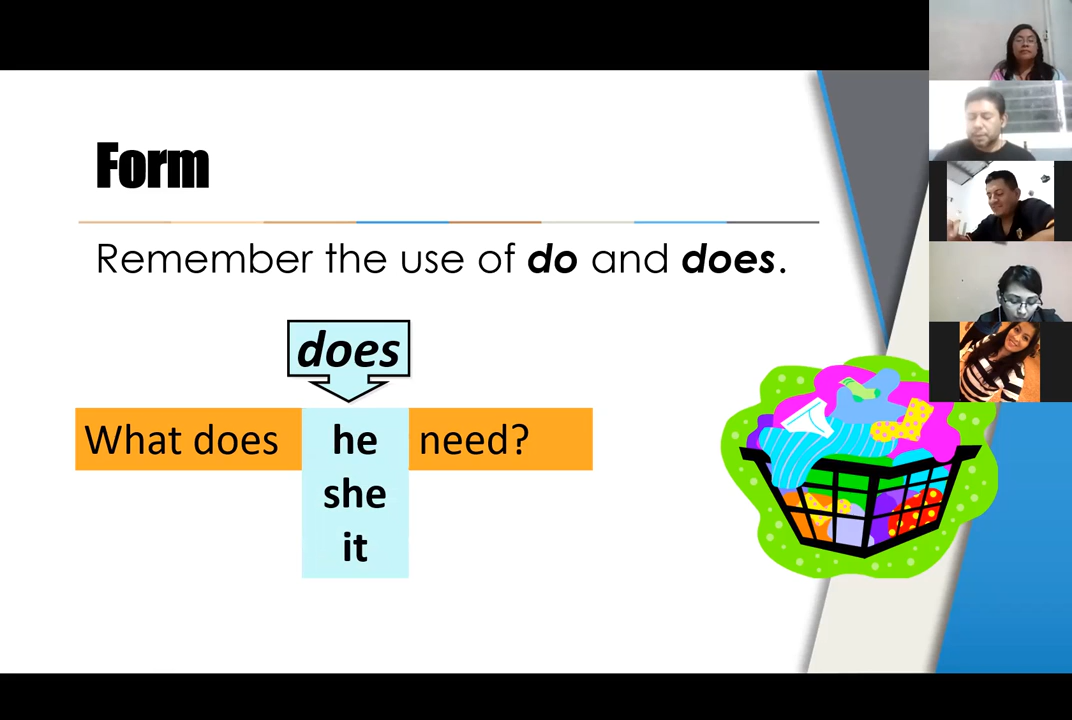 Form
Remember the use of do and does.
does
What does he need?
she
it